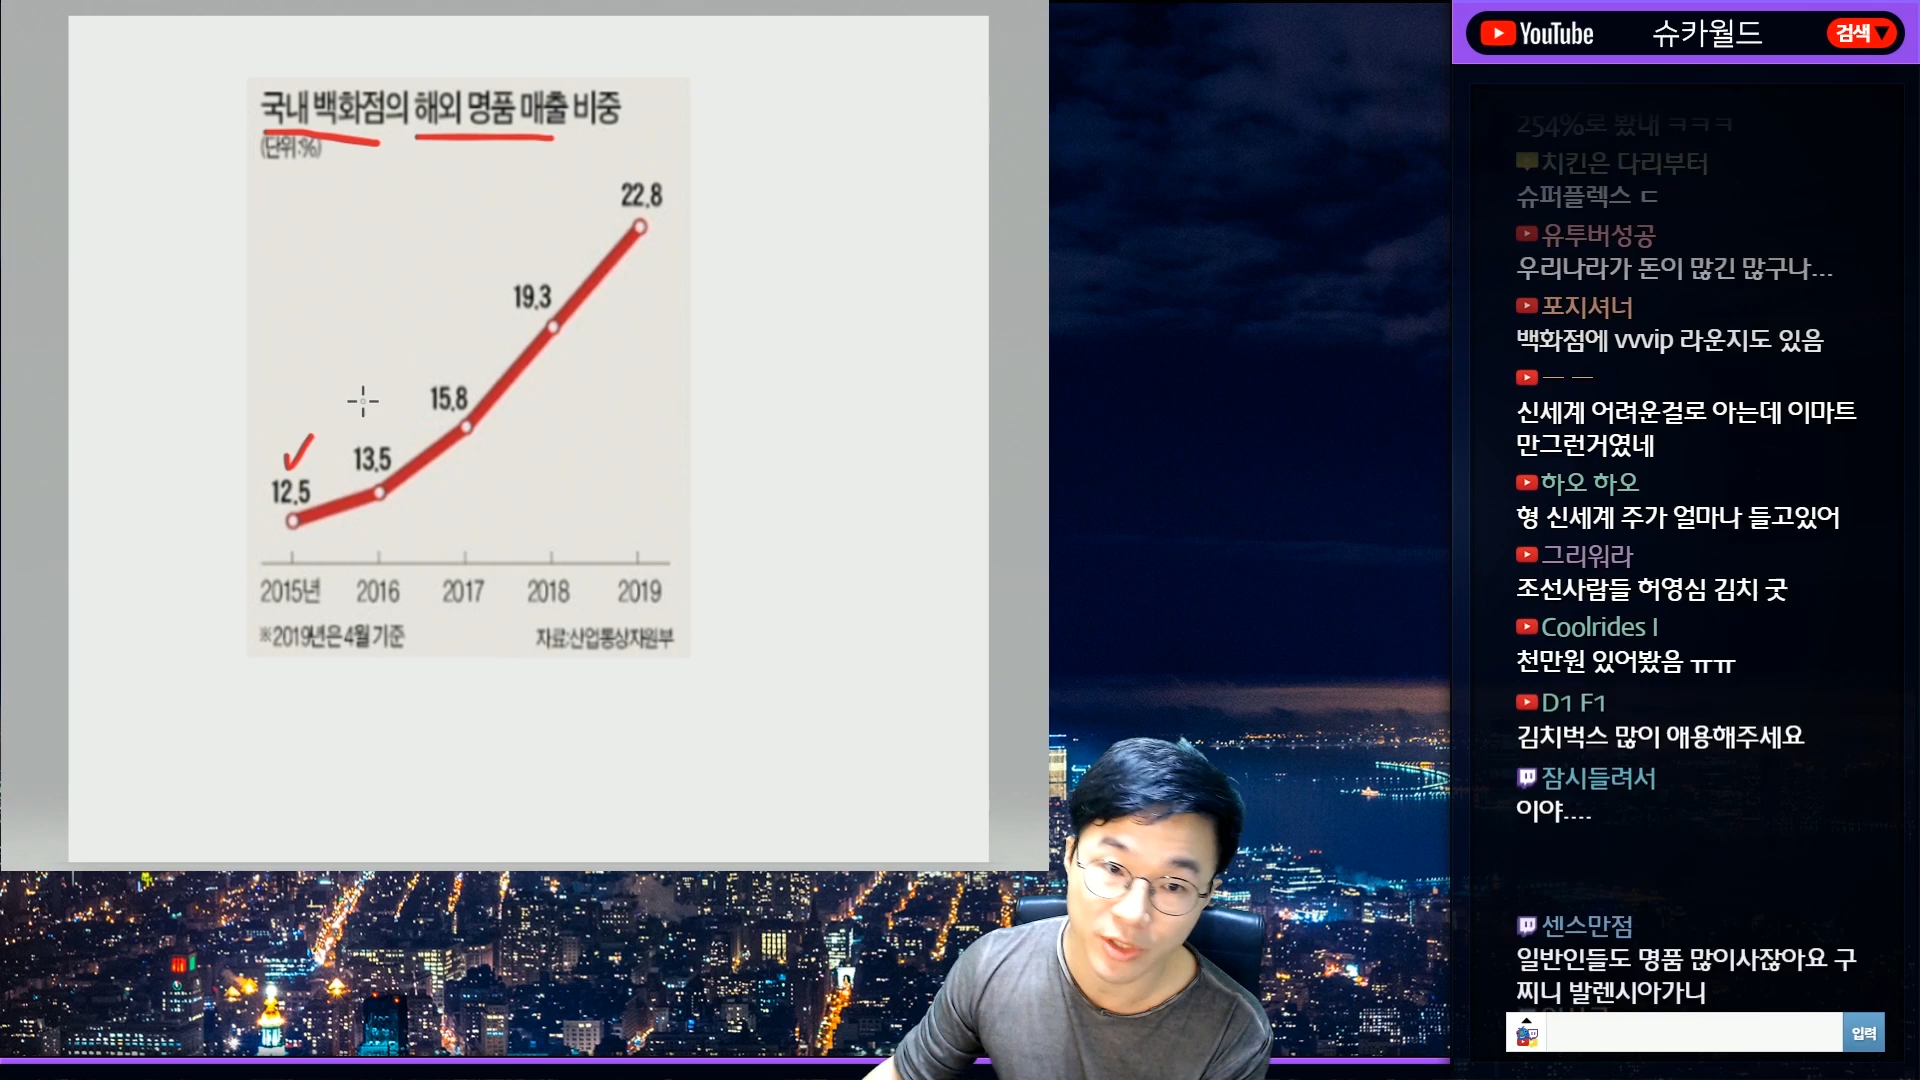 국내 백화점의 해외 명품 매출 비중
(단위:%)
22.8
19.3
15.8
13.5
12.5
2015년 2016 2017 2018 2019
※2019년은 4월 기준 자료:산업통상자원부
YouTube 슈카월드 검색▼
254%로 봤내 ㅋㅋㅋ
치킨은 다리부터
슈퍼플렉스 ㄷ
유투버성공
우리나라가 돈이 많긴 많구나...
포지셔너
백화점에 vvvip 라운지도 있음
ㅡ ㅡ
신세계 어려운걸로 아는데 이마트
만그런거였네
하오 하오
형 신세계 주가 얼마나 들고있어
그리워라
조선사람들 허영심 김치 굿
Coolrides I
천만원 있어봤음 ㅠㅠ
D1 F1
김치벅스 많이 애용해주세요
잠시들려서
이야....
센스만점
일반인들도 명품 많이사잖아요 구
찌니 발렌시아가니
입력